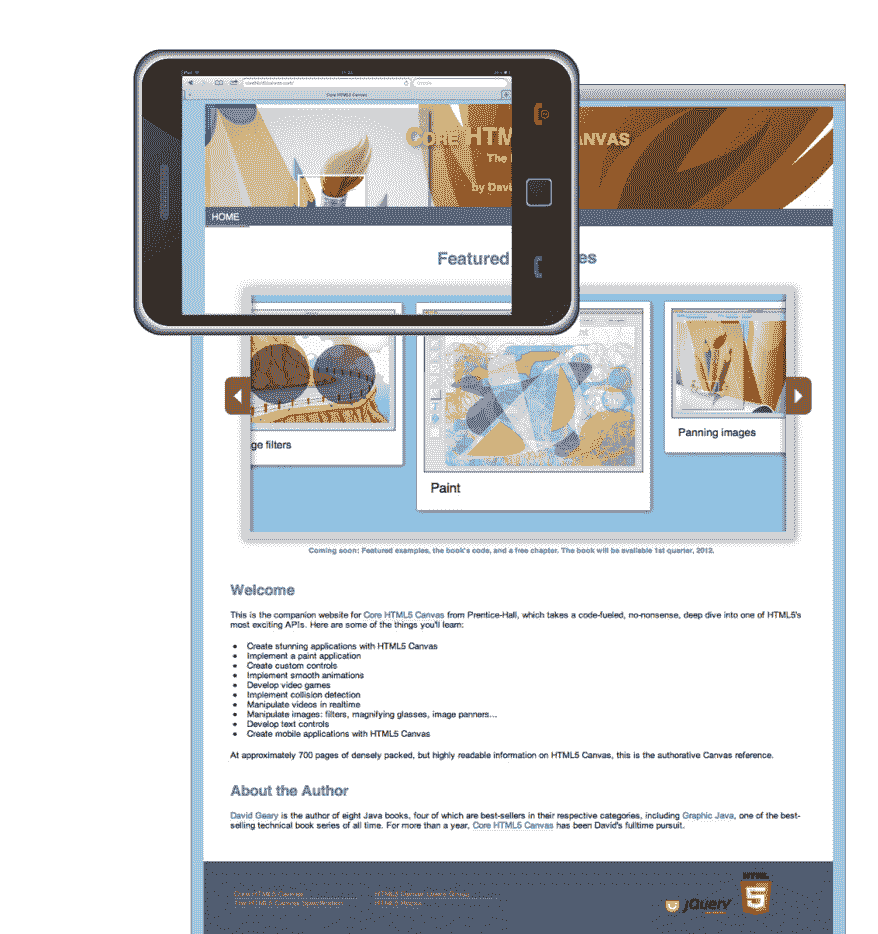 Core HTML5 Canvas
CORE HTM ANVAS
The
by Davi
HOME
Featured es
ge filters
Paint
Panning images
Coming soon: Featured examples, the book's code, and a free chapter. The book will be available 1st quarter, 2012.
Welcome
This is the companion website for Core HTML5 Canvas from Prentice-Hall, which takes a code-fueled, no-nonsense, deep dive into one of HTML5's
most exciting APIs. Here are some of the things you'll learn:
Create stunning applications with HTML5 Canvas
Implement a paint application
Create custom controls
Implement smooth animations
Develop video games
Implement collision detection
Manipulate videos in realtime
Manipulate images: filters, magnifying glasses, image panners...
Develop text controls
Create mobile applications with HTML5 Canvas
At approximately 700 pages of densely packed, but highly readable information on HTML5 Canvas, this is the authorative Canvas reference.
About the Author
David Geary is the author of eight Java books, four of which are best-sellers in their respective categories, including Graphic Java, one of the best-
selling technical book series of all time. For more than a year, Core HTML5 Canvas has been David's fulltime pursuit.
HTML
jQuery 5